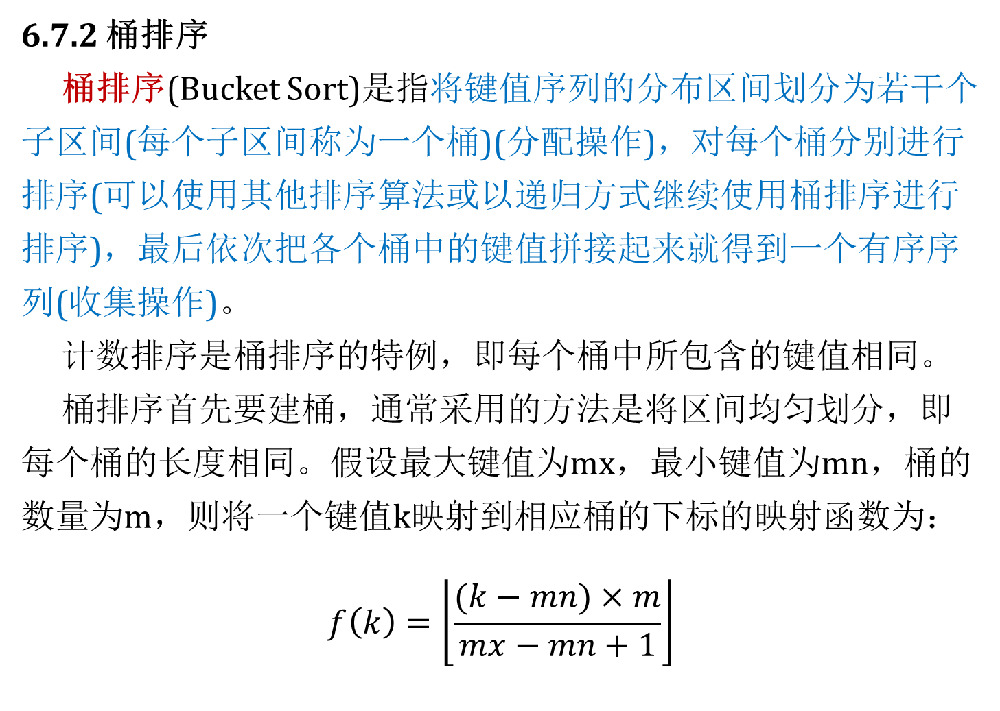 6.7.2 桶排序
桶排序(Bucket Sort)是指将键值序列的分布区间划分为若干个
子区间(每个子区间称为一个桶)(分配操作)，对每个桶分别进行
排序(可以使用其他排序算法或以递归方式继续使用桶排序进行
排序)，最后依次把各个桶中的键值拼接起来就得到一个有序序
列(收集操作)。
计数排序是桶排序的特例，即每个桶中所包含的键值相同。
桶排序首先要建桶，通常采用的方法是将区间均匀划分，即
每个桶的长度相同。假设最大键值为mx，最小键值为mn，桶的
数量为m，则将一个键值k映射到相应桶的下标的映射函数为：
f(k) = ⌊((k − mn) × m)/(mx − mn + 1)⌋